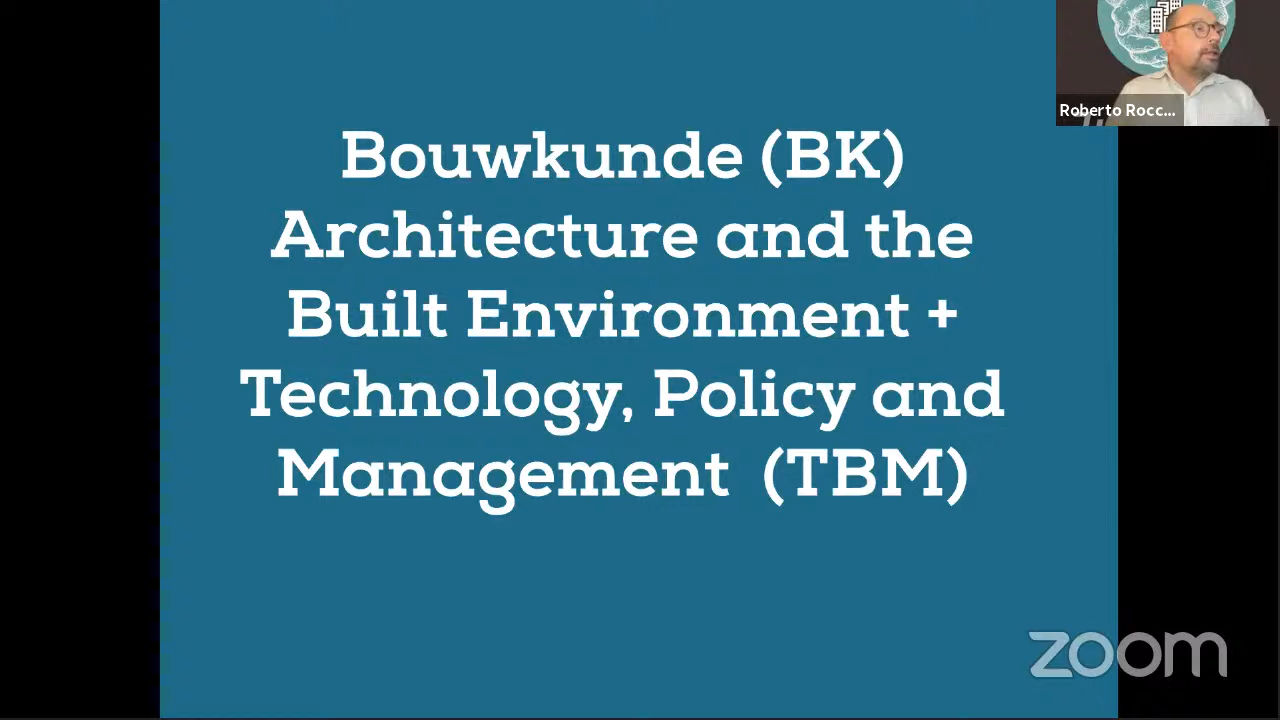 Roberto Rocc...
Bouwkunde (BK)
Architecture and the
Built Environment +
Technology, Policy and
Management (TBM)
zoom